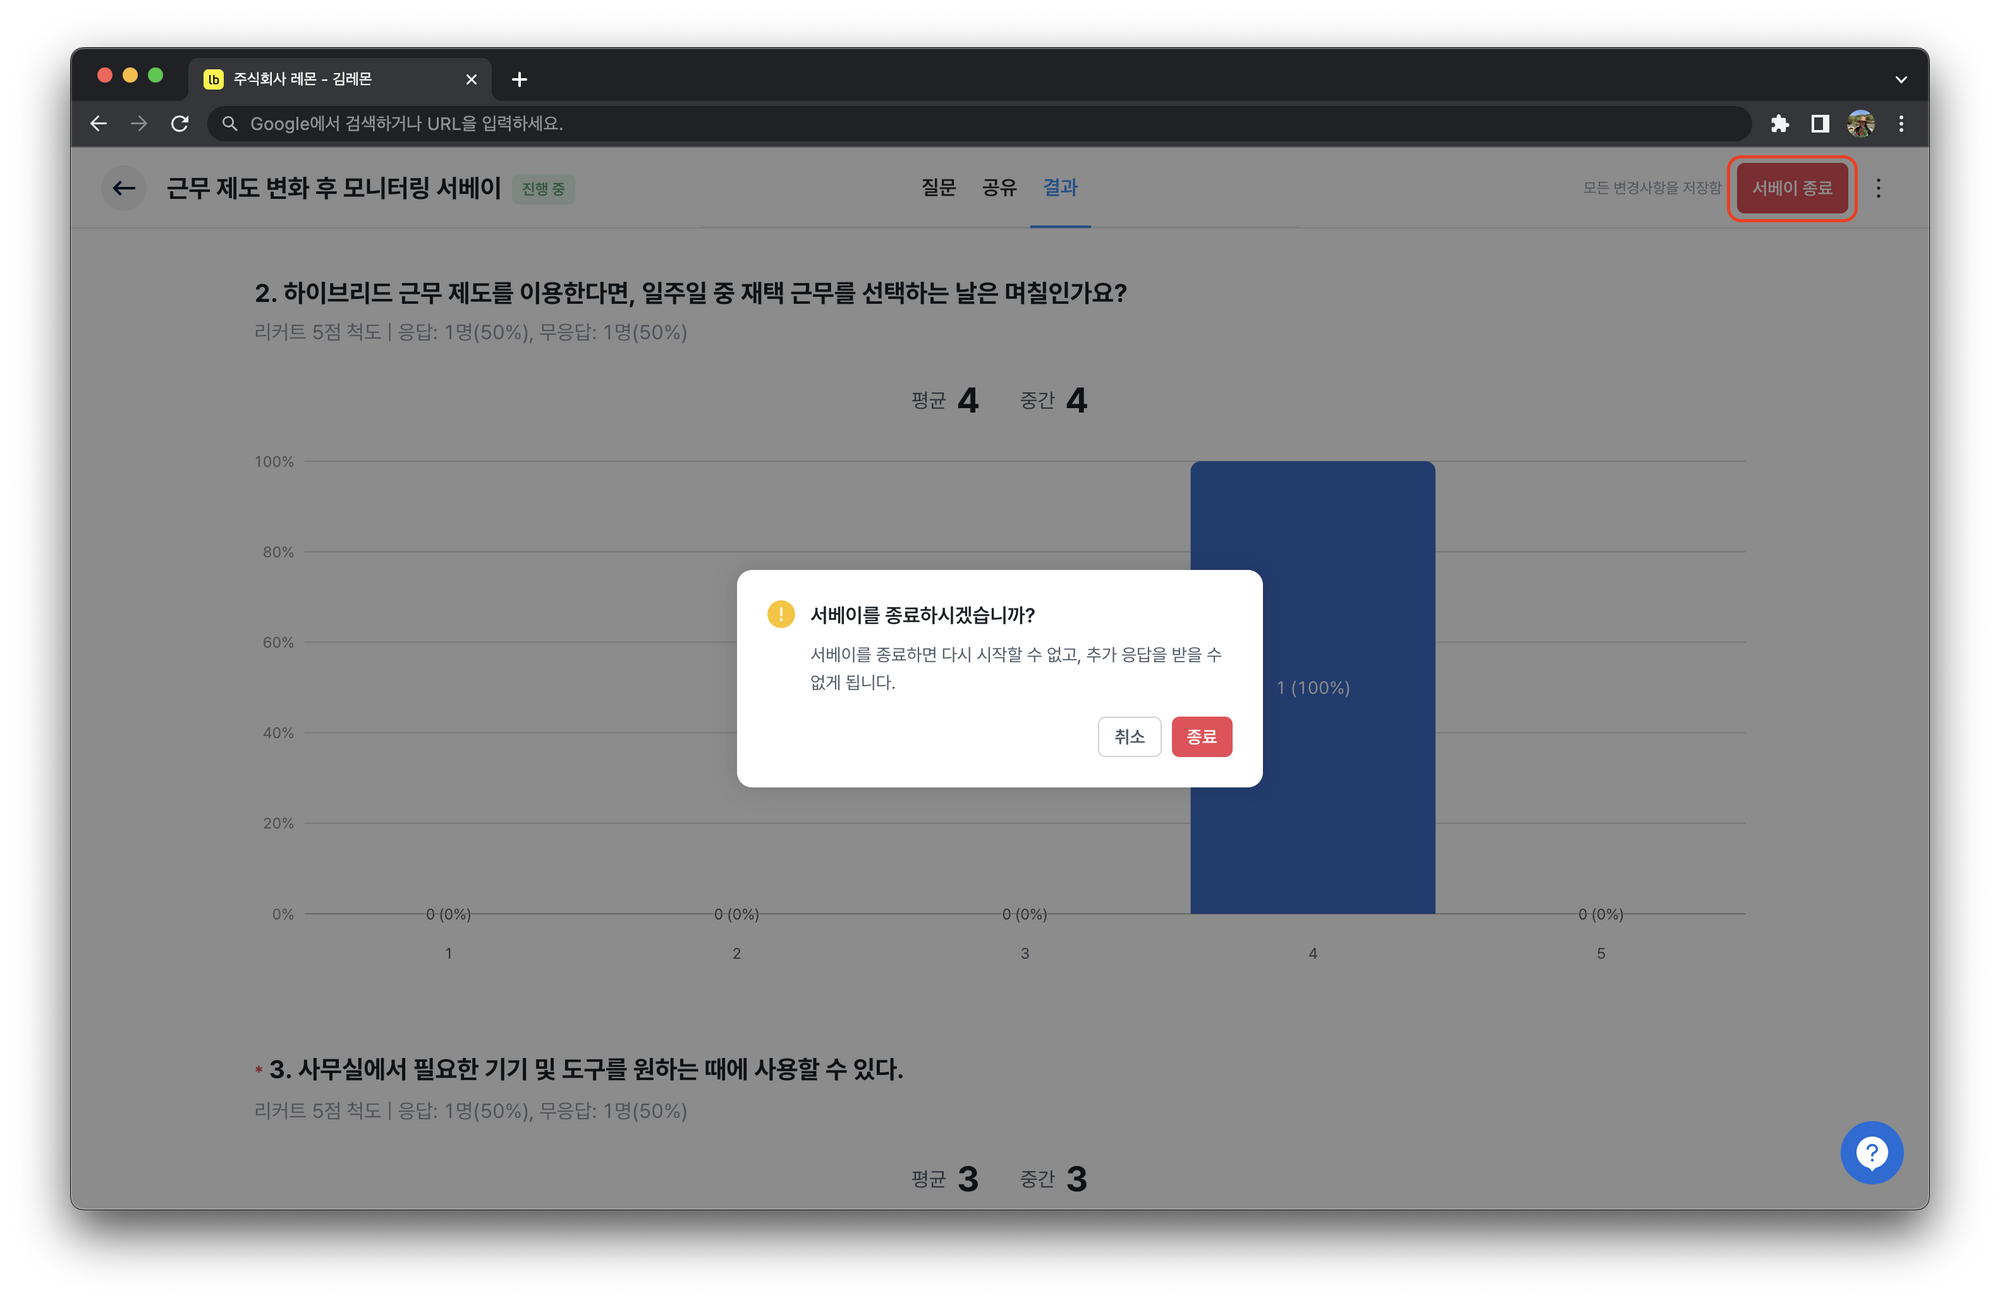 lb 주식회사 레몬 - 김레몬
Google에서 검색하거나 URL을 입력하세요.
근무 제도 변화 후 모니터링 서베이 진행 중
질문 공유 결과
모든 변경사항을 저장함 서베이 종료
2. 하이브리드 근무 제도를 이용한다면, 일주일 중 재택 근무를 선택하는 날은 며칠인가요?
리커트 5점 척도 | 응답: 1명(50%), 무응답: 1명(50%)
평균 4 중간 4
100%
80%
60%
40%
20%
0%
1 (100%)
0 (0%) 0 (0%) 0 (0%) 0 (0%)
1 2 3 4 5
서베이를 종료하시겠습니까?
서베이를 종료하면 다시 시작할 수 없고, 추가 응답을 받을 수
없게 됩니다.
취소 종료
* 3. 사무실에서 필요한 기기 및 도구를 원하는 때에 사용할 수 있다.
리커트 5점 척도 | 응답: 1명(50%), 무응답: 1명(50%)
평균 3 중간 3